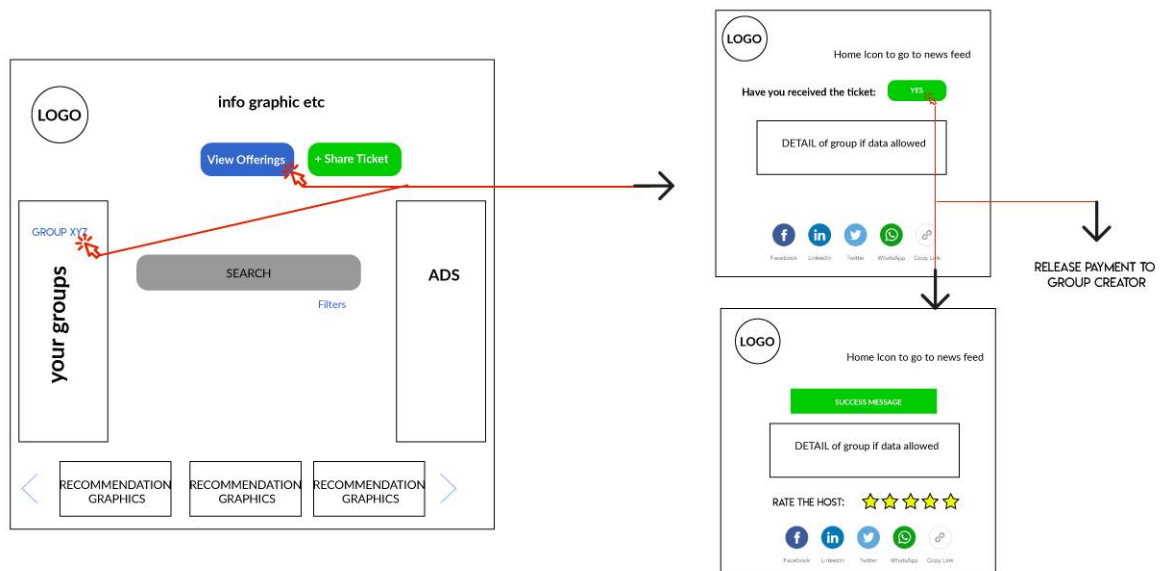 LOGO
info graphic etc
View Offerings
+ Share Ticket
GROUP XYZ
your groups
SEARCH
Filters
ADS
RECOMMENDATION
GRAPHICS
RECOMMENDATION
GRAPHICS
RECOMMENDATION
GRAPHICS
LOGO
Home Icon to go to news feed
Have you received the ticket:
YES
DETAIL of group if data allowed
Facebook
LinkedIn
Twitter
WhatsApp
Copy Link
RELEASE PAYMENT TO
GROUP CREATOR
LOGO
Home Icon to go to news feed
SUCCESS MESSAGE
DETAIL of group if data allowed
RATE THE HOST:
Facebook
LinkedIn
Twitter
WhatsApp
Copy Link